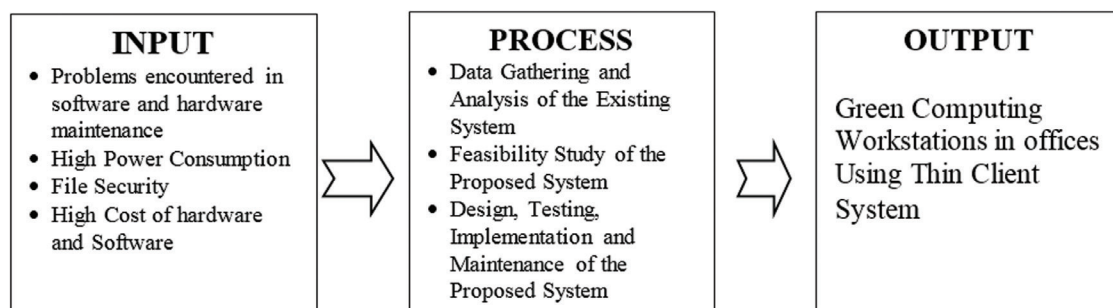 INPUT
• Problems encountered in
software and hardware
maintenance
• High Power Consumption
• File Security
• High Cost of hardware
and Software
PROCESS
• Data Gathering and
Analysis of the Existing
System
• Feasibility Study of the
Proposed System
• Design, Testing,
Implementation and
Maintenance of the
Proposed System
OUTPUT
Green Computing
Workstations in offices
Using Thin Client
System